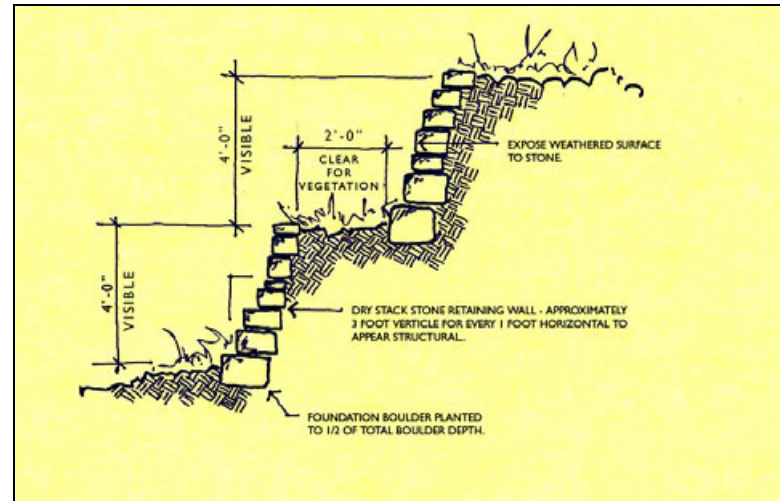 4'-0"
VISIBLE
2'-0"
CLEAR
FOR
VEGETATION
EXPOSE WEATHERED SURFACE
TO STONE.
4'-0"
VISIBLE
DRY STACK STONE RETAINING WALL - APPROXIMATELY
3 FOOT VERTICLE FOR EVERY 1 FOOT HORIZONTAL TO
APPEAR STRUCTURAL..
FOUNDATION BOULDER PLANTED
TO 1/2 OF TOTAL BOULDER DEPTH.